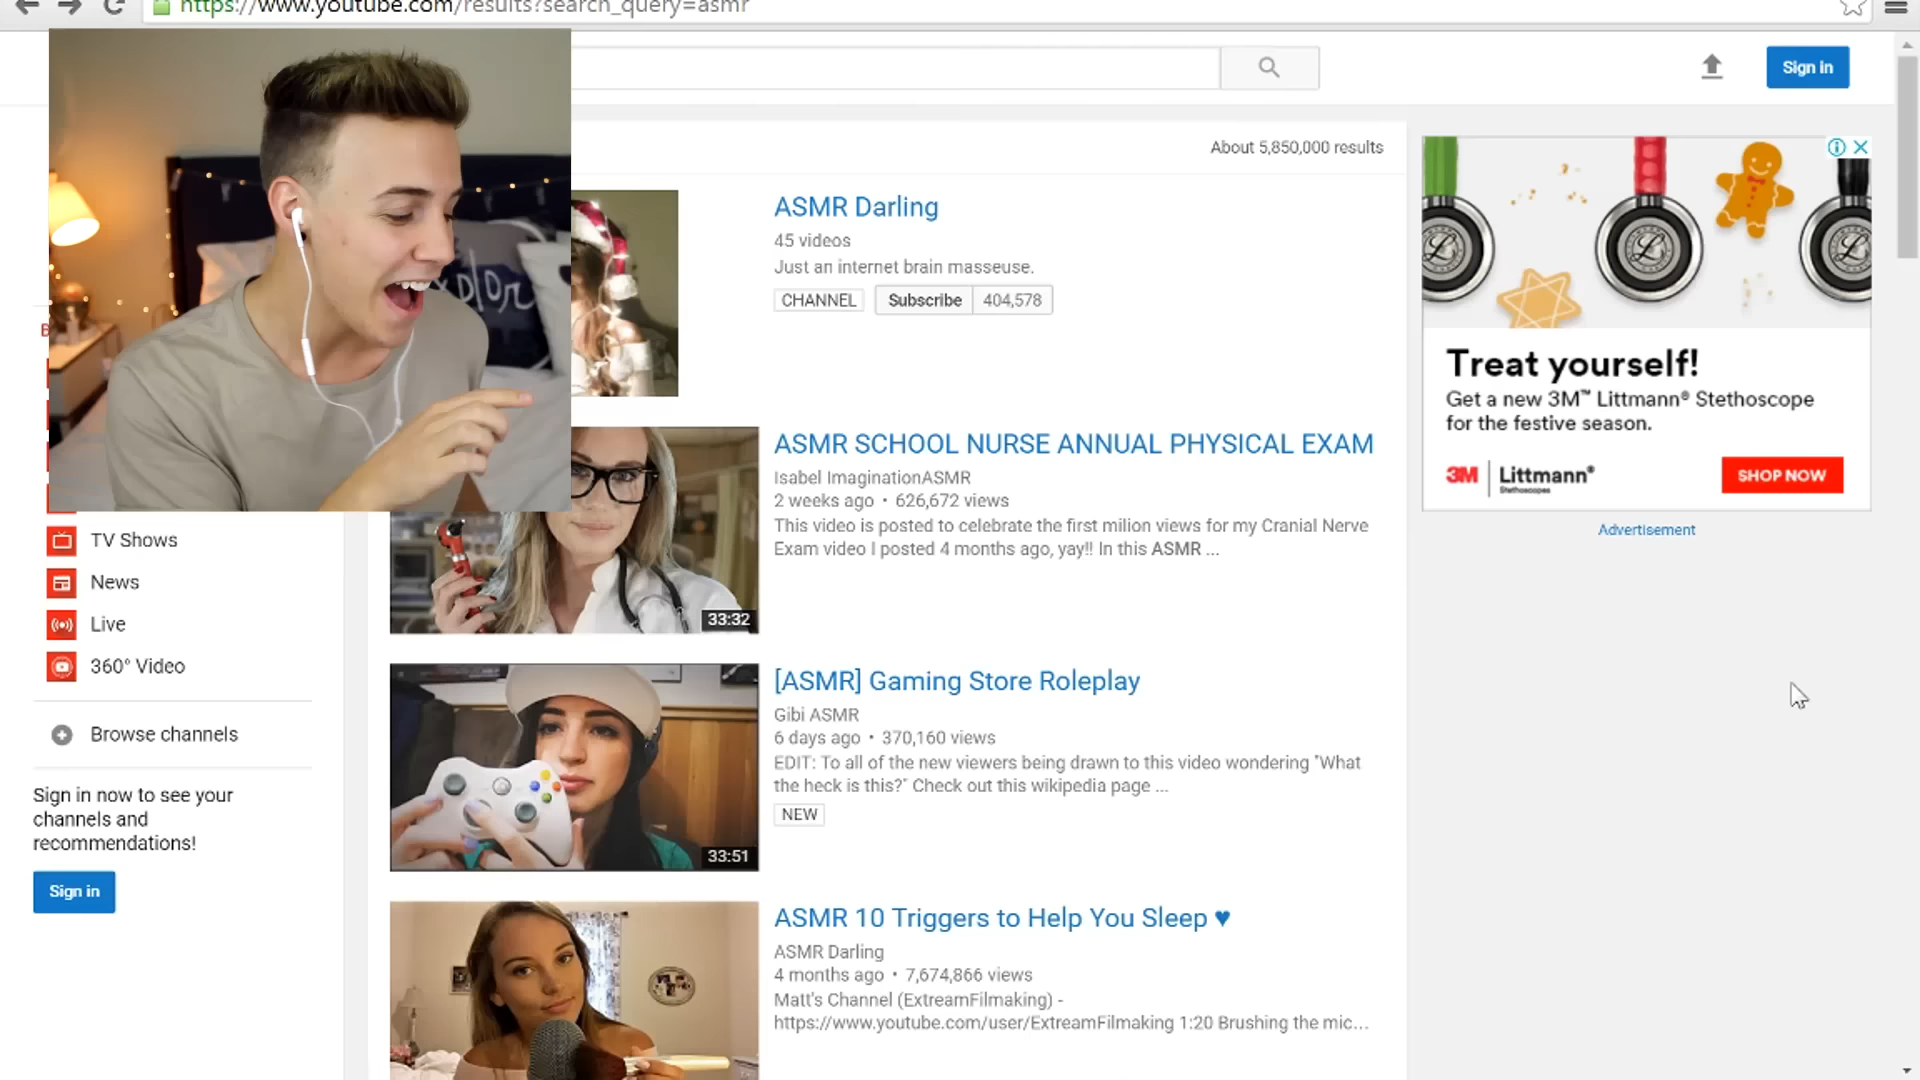 https://www.youtube.com/results?search_query=asmr
Sign in
About 5,850,000 results
ASMR Darling
45 videos
Just an internet brain masseuse.
CHANNEL Subscribe 404,578
ASMR SCHOOL NURSE ANNUAL PHYSICAL EXAM
Isabel ImaginationASMR
2 weeks ago • 626,672 views
This video is posted to celebrate the first milion views for my Cranial Nerve
Exam video I posted 4 months ago, yay!! In this ASMR ...
33:32
[ASMR] Gaming Store Roleplay
Gibi ASMR
6 days ago • 370,160 views
EDIT: To all of the new viewers being drawn to this video wondering "What
the heck is this?" Check out this wikipedia page ...
NEW
33:51
ASMR 10 Triggers to Help You Sleep ♥
ASMR Darling
4 months ago • 7,674,866 views
Matt's Channel (ExtreamFilmaking) -
https://www.youtube.com/user/ExtreamFilmaking 1:20 Brushing the mic...
TV Shows
News
Live
360° Video
Browse channels
Sign in now to see your
channels and
recommendations!
Sign in
Treat yourself!
Get a new 3M™ Littmann® Stethoscope
for the festive season.
3M Littmann®
Stethoscopes
SHOP NOW
Advertisement